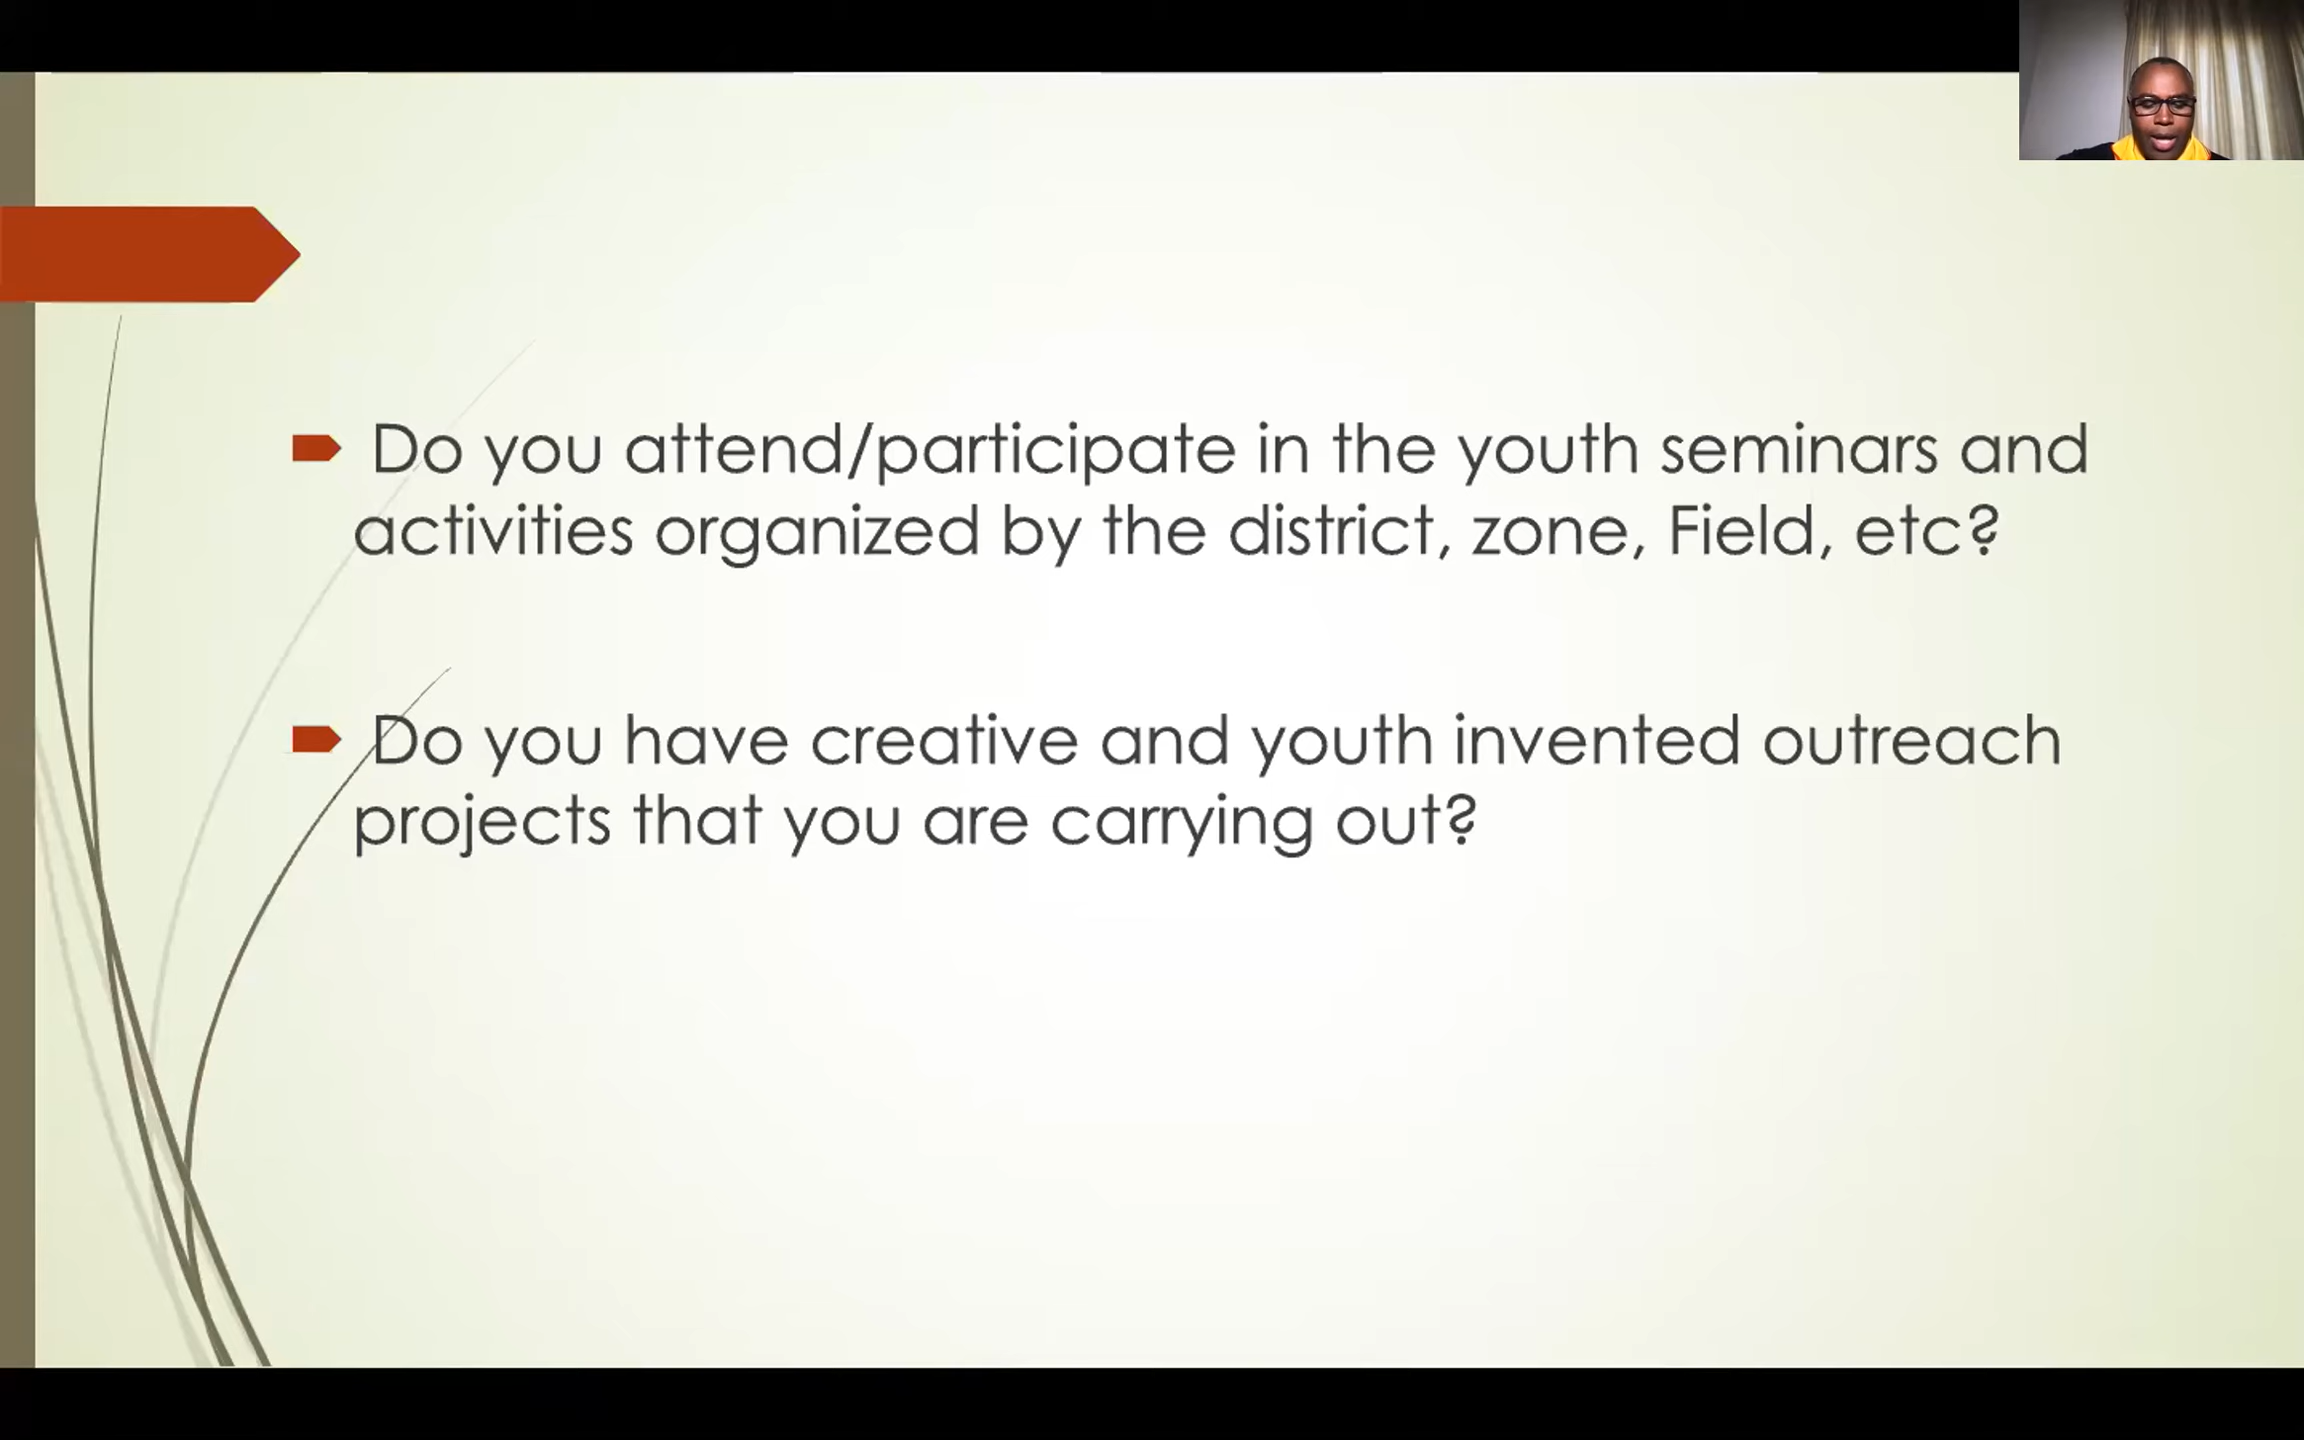 Do you attend/participate in the youth seminars and
activities organized by the district, zone, Field, etc?
Do you have creative and youth invented outreach
projects that you are carrying out?